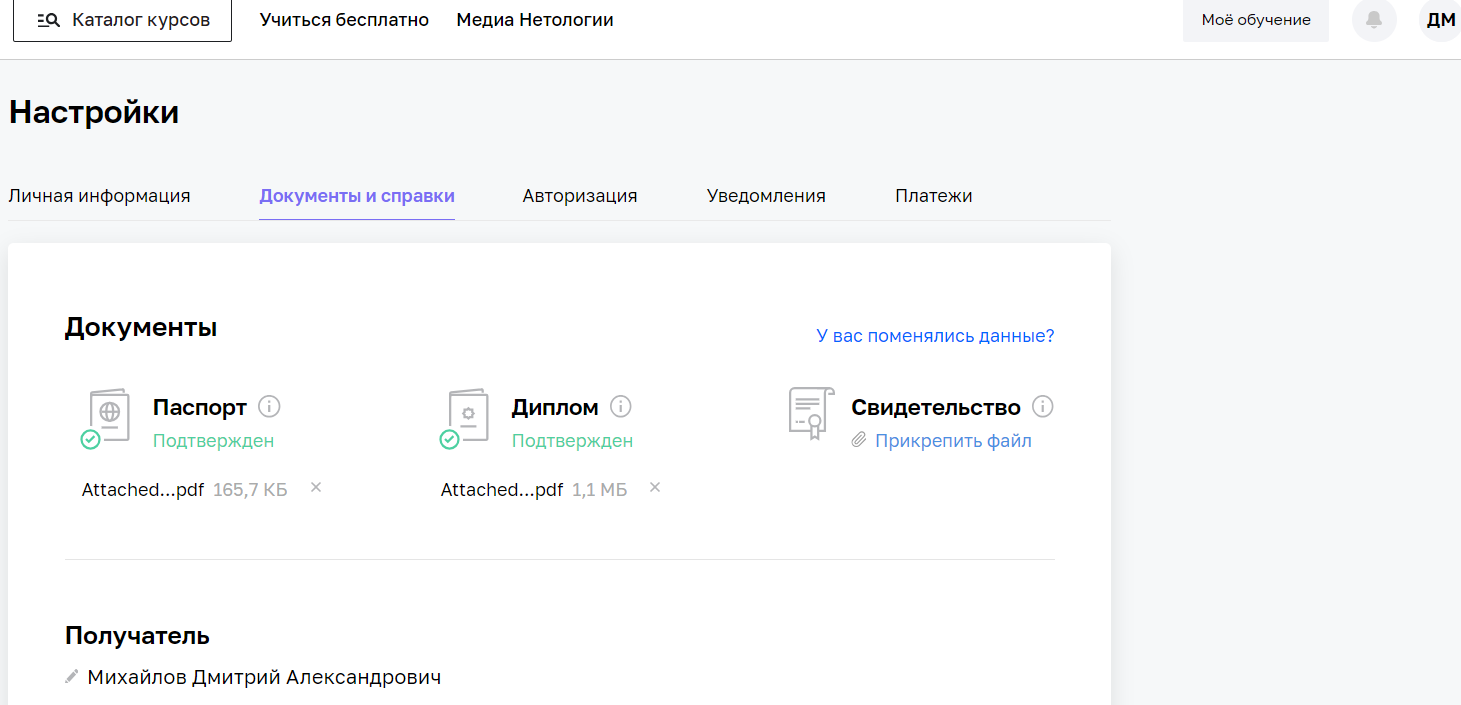 Каталог курсов Учиться бесплатно Медиа Нетологии Моё обучение ДМ
Настройки
Личная информация Документы и справки Авторизация Уведомления Платежи
Документы
У вас поменялись данные?
Паспорт
Подтвержден
Attached...pdf 165,7 КБ
Диплом
Подтвержден
Attached...pdf 1,1 МБ
Свидетельство
Прикрепить файл
Получатель
Михайлов Дмитрий Александрович